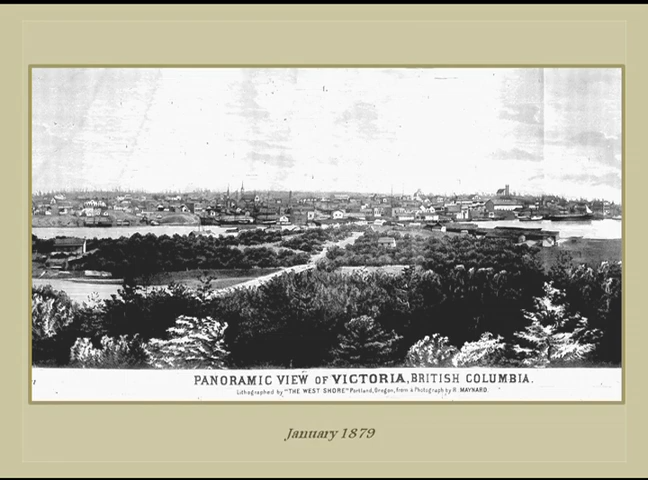 PANORAMIC VIEW OF VICTORIA, BRITISH COLUMBIA.
Lithographed by "THE WEST SHORE" Portland, Oregon, from a Photograph by R. MAYNARD.
January 1879